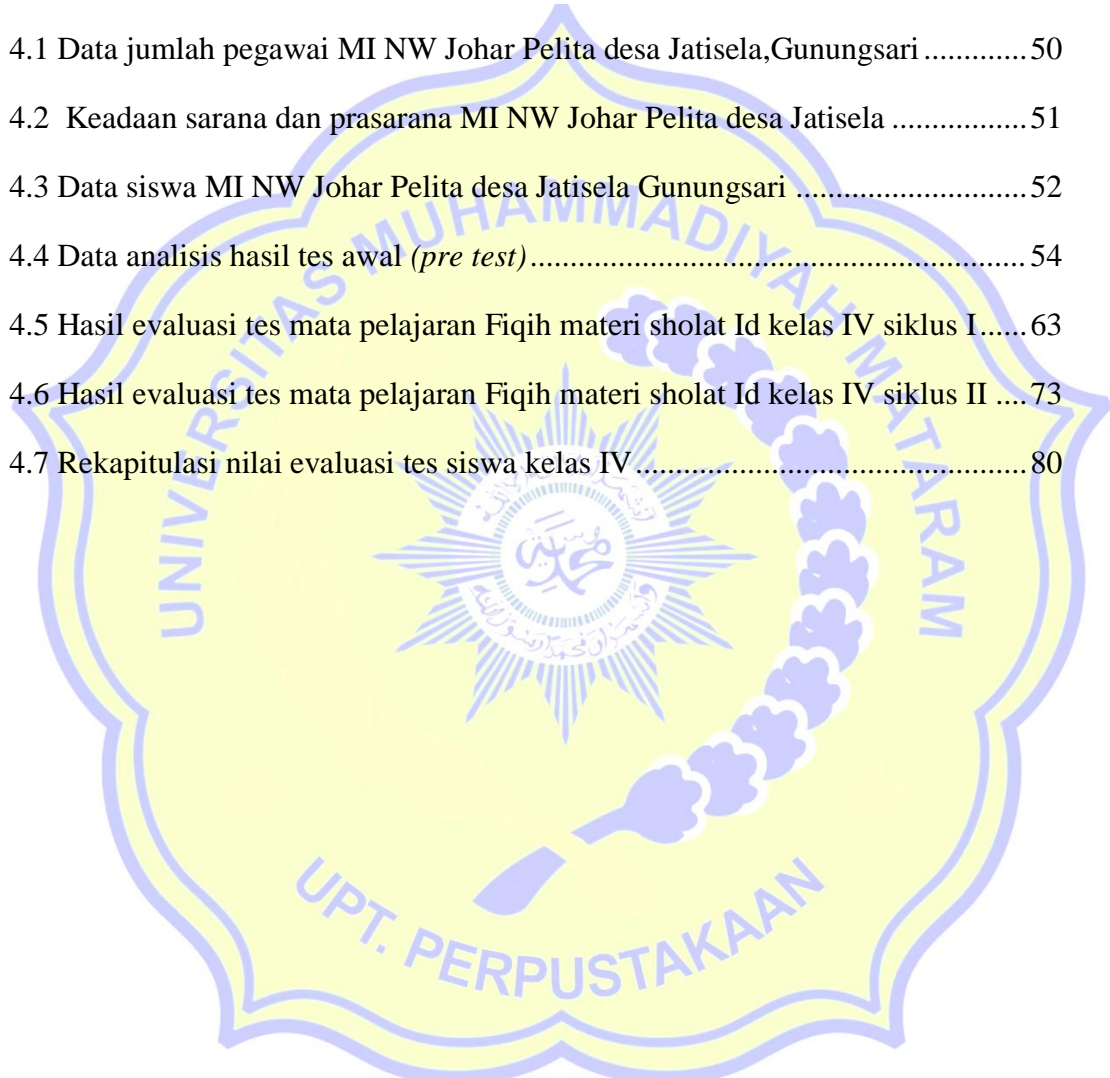 4.1 Data jumlah pegawai MI NW Johar Pelita desa Jatisela,Gunungsari.............50
4.2  Keadaan sarana dan prasarana MI NW Johar Pelita desa Jatisela .................51
4.3 Data siswa MI NW Johar Pelita desa Jatisela Gunungsari .............................52
4.4 Data analisis hasil tes awal (pre test)..............................................................54
4.5 Hasil evaluasi tes mata pelajaran Fiqih materi sholat Id kelas IV siklus I......63
4.6 Hasil evaluasi tes mata pelajaran Fiqih materi sholat Id kelas IV siklus II ....73
4.7 Rekapitulasi nilai evaluasi tes siswa kelas IV.................................................80
UNIVERSITAS MUHAMMADIYAH MATARAM
UPT. PERPUSTAKAAN